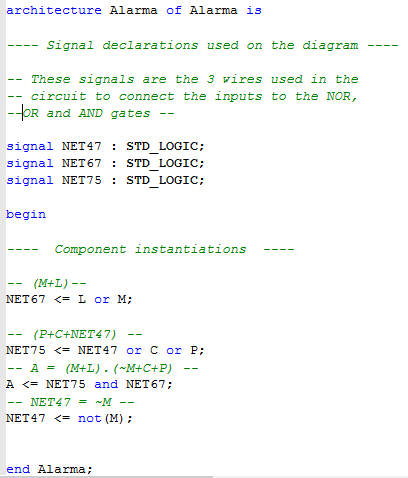 architecture Alarma of Alarma is
---- Signal declarations used on the diagram ----
-- These signals are the 3 wires used in the
-- circuit to connect the inputs to the NOR,
--OR and AND gates --
signal NET47 : STD_LOGIC;
signal NET67 : STD_LOGIC;
signal NET75 : STD_LOGIC;
begin
---- Component instantiations ----
-- (M+L)--
NET67 <= L or M;
-- (P+C+NET47) --
NET75 <= NET47 or C or P;
-- A = (M+L).(~M+C+P) --
A <= NET75 and NET67;
-- NET47 = ~M --
NET47 <= not(M);
end Alarma;